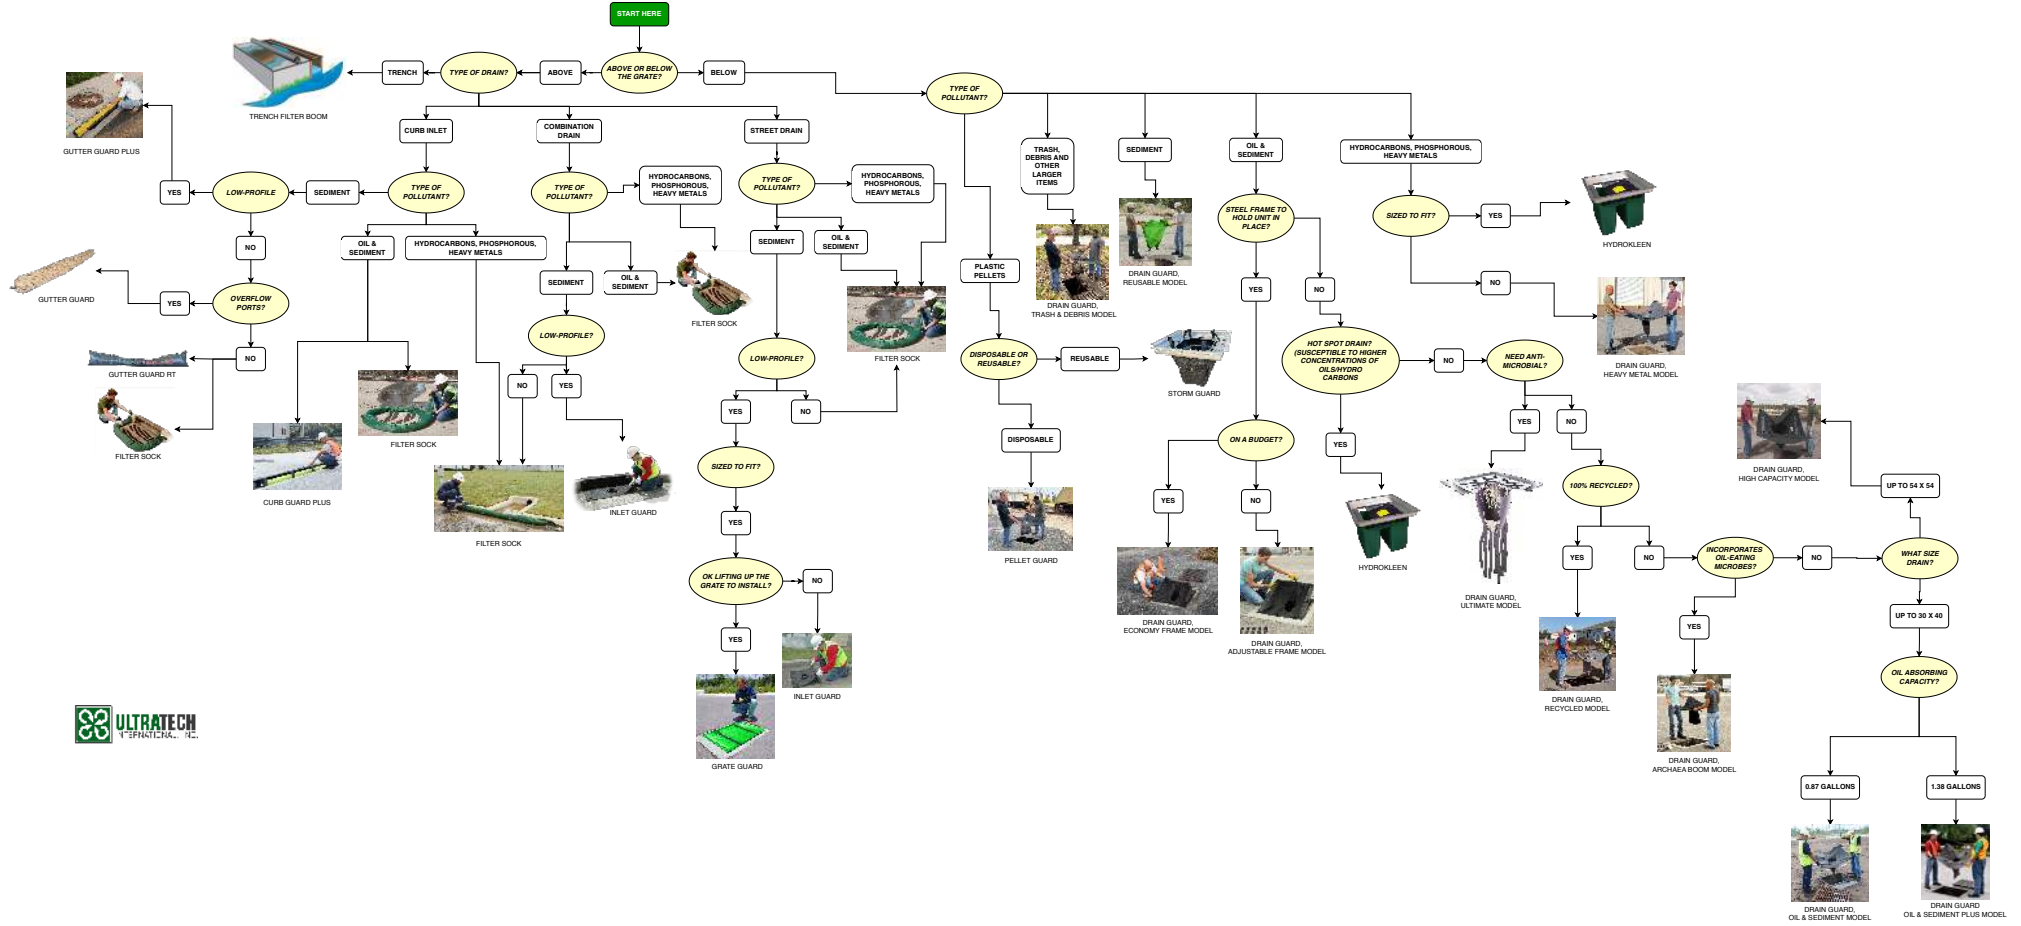 START HERE
ABOVE OR BELOW
THE GRATE?
ABOVE
TYPE OF DRAIN?
TRENCH
TRENCH FILTER BOOM
BELOW
CURB INLET
TYPE OF
POLLUTANT?
SEDIMENT
LOW-PROFILE
YES
GUTTER GUARD PLUS
NO
OVERFLOW
PORTS?
YES
GUTTER GUARD
NO
GUTTER GUARD RT
FILTER SOCK
OIL &
SEDIMENT
HYDROCARBONS, PHOSPHOROUS,
HEAVY METALS
CURB GUARD PLUS
FILTER SOCK
FILTER SOCK
COMBINATION
DRAIN
TYPE OF
POLLUTANT?
HYDROCARBONS,
PHOSPHOROUS,
HEAVY METALS
SEDIMENT
OIL &
SEDIMENT
FILTER SOCK
LOW-PROFILE?
NO
YES
INLET GUARD
STREET DRAIN
TYPE OF
POLLUTANT?
HYDROCARBONS,
PHOSPHOROUS,
HEAVY METALS
SEDIMENT
OIL &
SEDIMENT
FILTER SOCK
LOW-PROFILE?
YES
NO
SIZED TO FIT?
YES
OK LIFTING UP THE
GRATE TO INSTALL?
NO
YES
INLET GUARD
GRATE GUARD
TYPE OF
POLLUTANT?
PLASTIC
PELLETS
DISPOSABLE OR
REUSABLE?
REUSABLE
STORM GUARD
DISPOSABLE
PELLET GUARD
TRASH,
DEBRIS AND
OTHER
LARGER
ITEMS
DRAIN GUARD,
TRASH & DEBRIS MODEL
SEDIMENT
DRAIN GUARD,
REUSABLE MODEL
OIL &
SEDIMENT
STEEL FRAME TO
HOLD UNIT IN
PLACE?
YES
NO
ON A BUDGET?
YES
NO
DRAIN GUARD,
ECONOMY FRAME MODEL
DRAIN GUARD,
ADJUSTABLE FRAME MODEL
HOT SPOT DRAIN?
(SUSCEPTIBLE TO HIGHER
CONCENTRATIONS OF
OILS/HYDRO
CARBONS
YES
HYDROKLEEN
NO
NEED ANTI-
MICROBIAL?
YES
NO
DRAIN GUARD,
ULTIMATE MODEL
100% RECYCLED?
YES
NO
DRAIN GUARD,
RECYCLED MODEL
INCORPORATES
OIL-EATING
MICROBES?
NO
YES
DRAIN GUARD,
ARCHAEA BOOM MODEL
WHAT SIZE
DRAIN?
UP TO 54 X 54
DRAIN GUARD,
HIGH CAPACITY MODEL
UP TO 30 X 40
OIL ABSORBING
CAPACITY?
0.87 GALLONS
1.38 GALLONS
DRAIN GUARD,
OIL & SEDIMENT MODEL
DRAIN GUARD
OIL & SEDIMENT PLUS MODEL
HYDROCARBONS, PHOSPHOROUS,
HEAVY METALS
SIZED TO FIT?
YES
HYDROKLEEN
NO
DRAIN GUARD,
HEAVY METAL MODEL
ULTRATECH
INTERNATIONAL, INC.